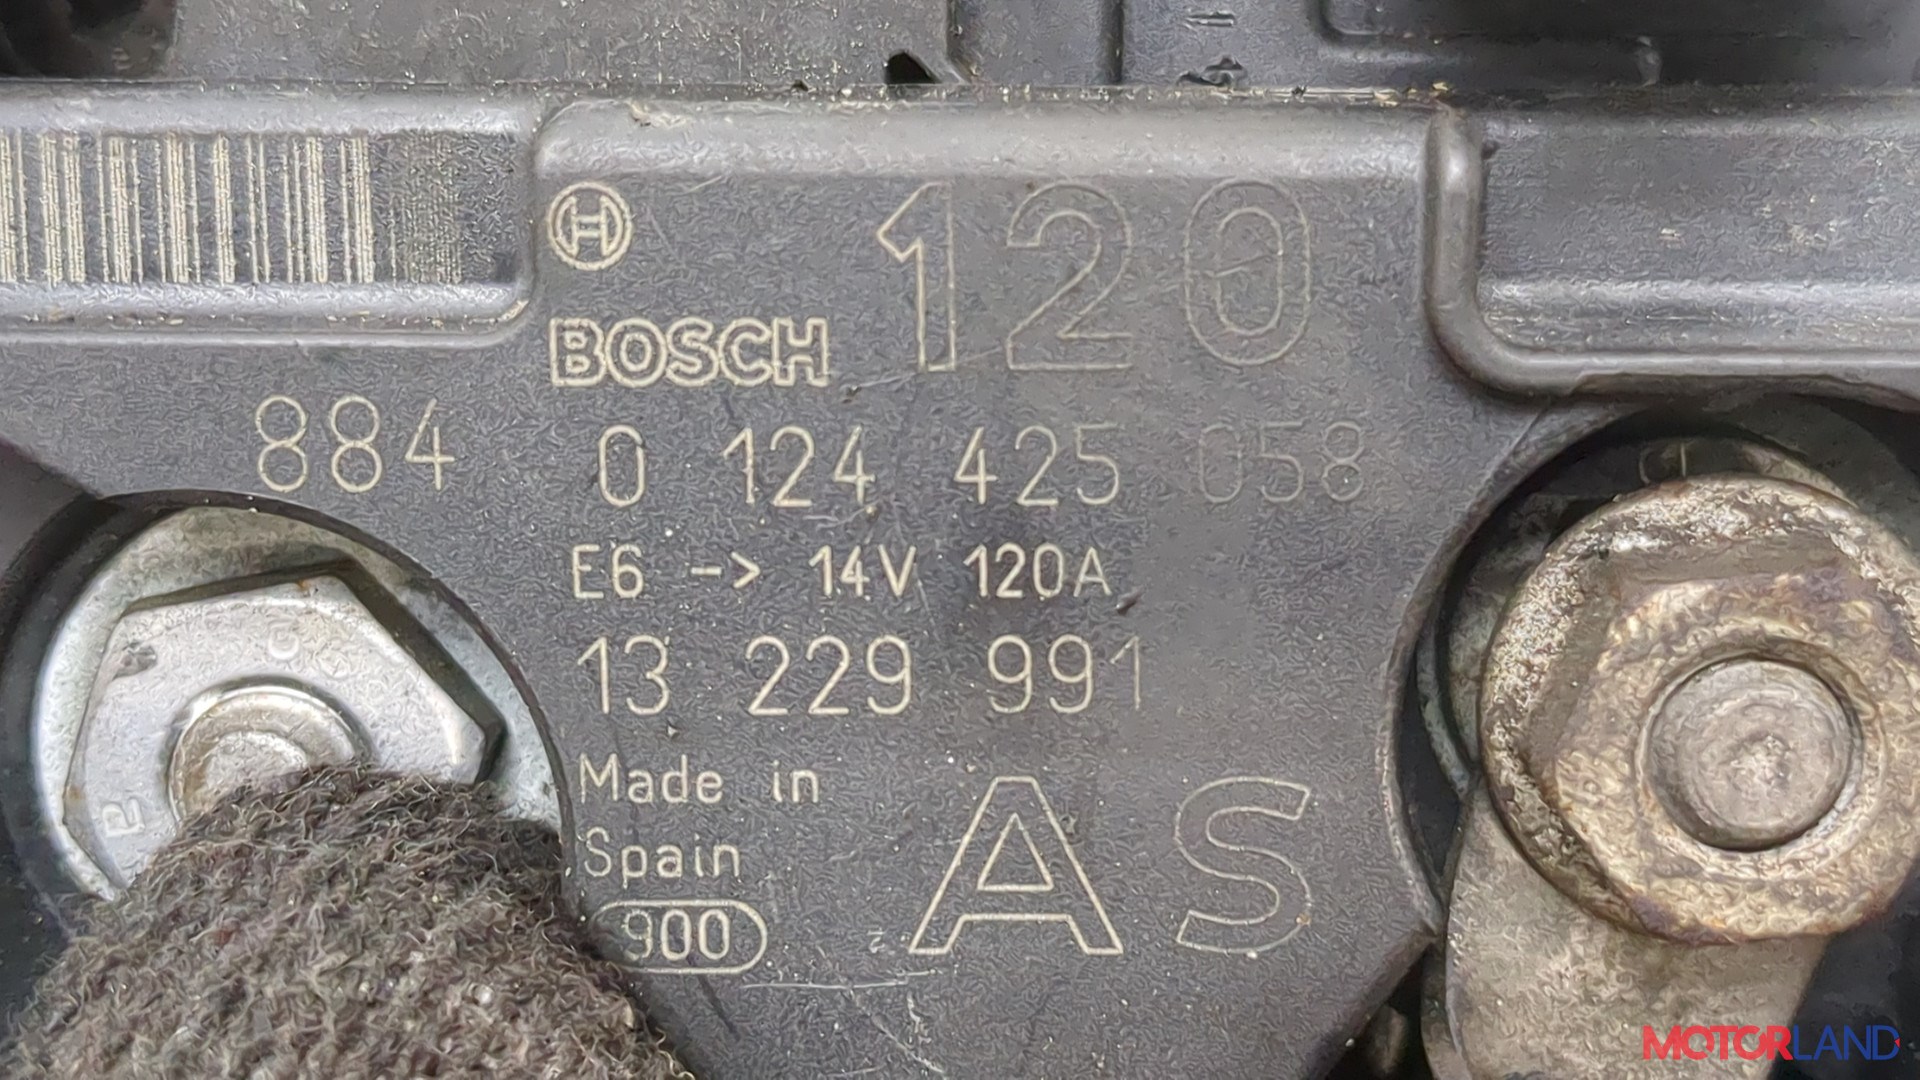 120
BOSCH
884 0 124 425 058
E6 -> 14V 120A
13 229 991
Made in
Spain
900
AS
MOTORLAND